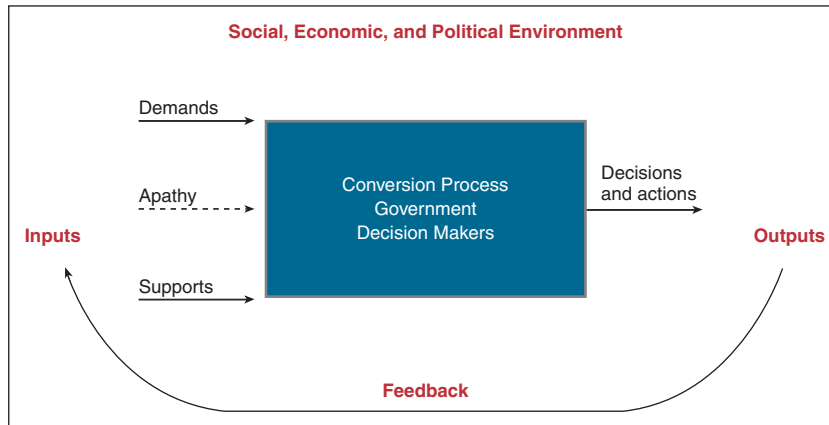 Social, Economic, and Political Environment
Demands
Apathy
Supports
Inputs
Conversion Process
Government
Decision Makers
Decisions
and actions
Outputs
Feedback